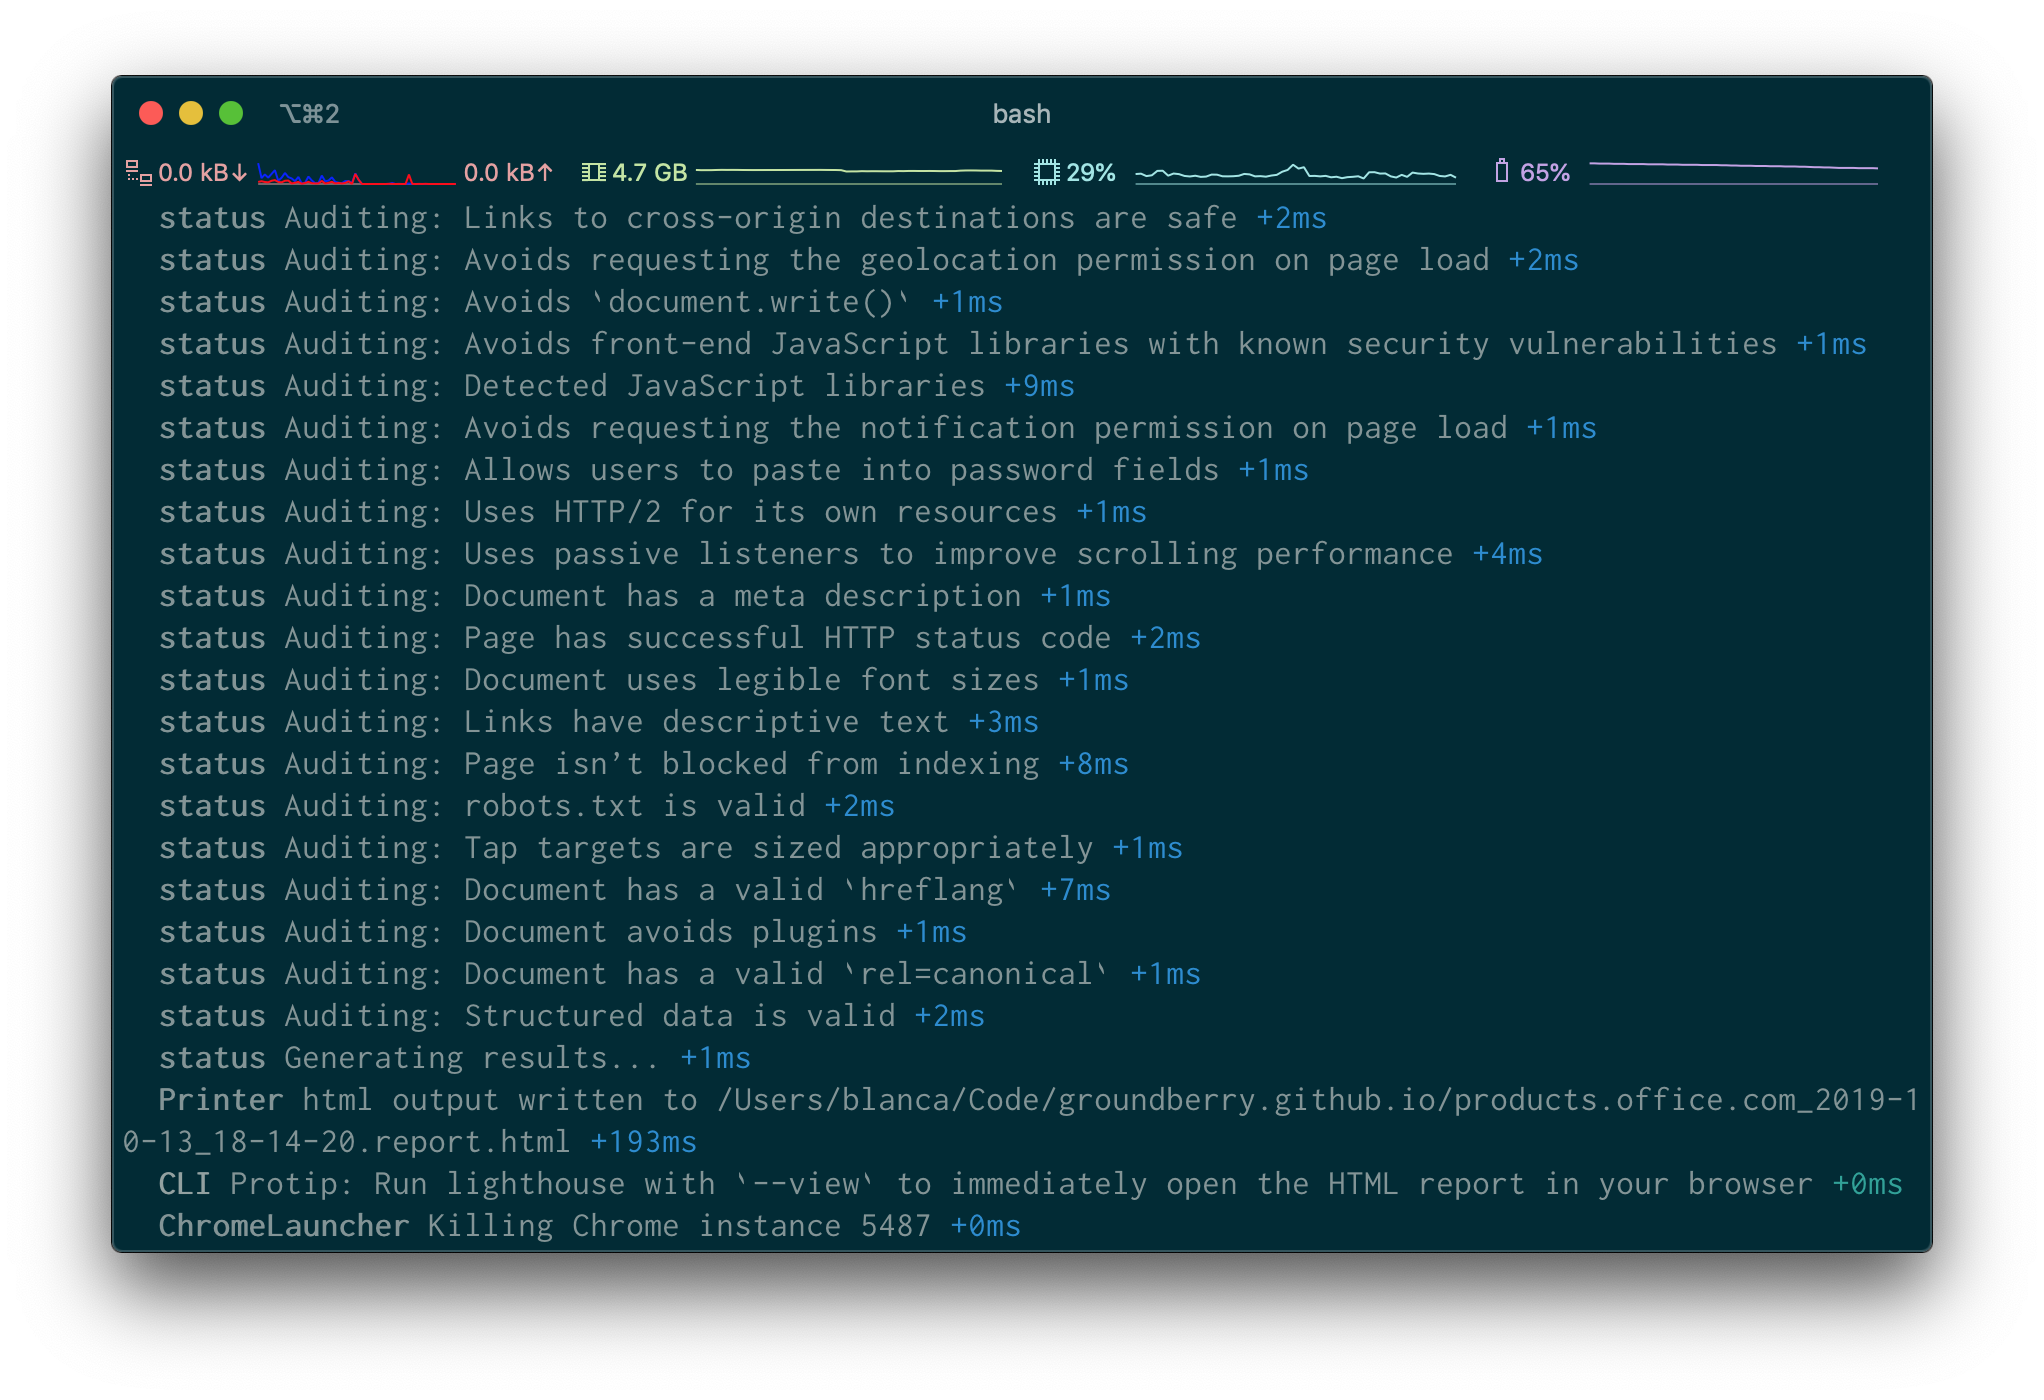 ⌥⌘2 bash
0.0 kB↓ 0.0 kB↑ 4.7 GB 29% 65%
status Auditing: Links to cross-origin destinations are safe +2ms
status Auditing: Avoids requesting the geolocation permission on page load +2ms
status Auditing: Avoids `document.write()` +1ms
status Auditing: Avoids front-end JavaScript libraries with known security vulnerabilities +1ms
status Auditing: Detected JavaScript libraries +9ms
status Auditing: Avoids requesting the notification permission on page load +1ms
status Auditing: Allows users to paste into password fields +1ms
status Auditing: Uses HTTP/2 for its own resources +1ms
status Auditing: Uses passive listeners to improve scrolling performance +4ms
status Auditing: Document has a meta description +1ms
status Auditing: Page has successful HTTP status code +2ms
status Auditing: Document uses legible font sizes +1ms
status Auditing: Links have descriptive text +3ms
status Auditing: Page isn’t blocked from indexing +8ms
status Auditing: robots.txt is valid +2ms
status Auditing: Tap targets are sized appropriately +1ms
status Auditing: Document has a valid `hreflang` +7ms
status Auditing: Document avoids plugins +1ms
status Auditing: Document has a valid `rel=canonical` +1ms
status Auditing: Structured data is valid +2ms
status Generating results... +1ms
Printer html output written to /Users/blanca/Code/groundberry.github.io/products.office.com_2019-1
0-13_18-14-20.report.html +193ms
CLI Protip: Run lighthouse with `--view` to immediately open the HTML report in your browser +0ms
ChromeLauncher Killing Chrome instance 5487 +0ms